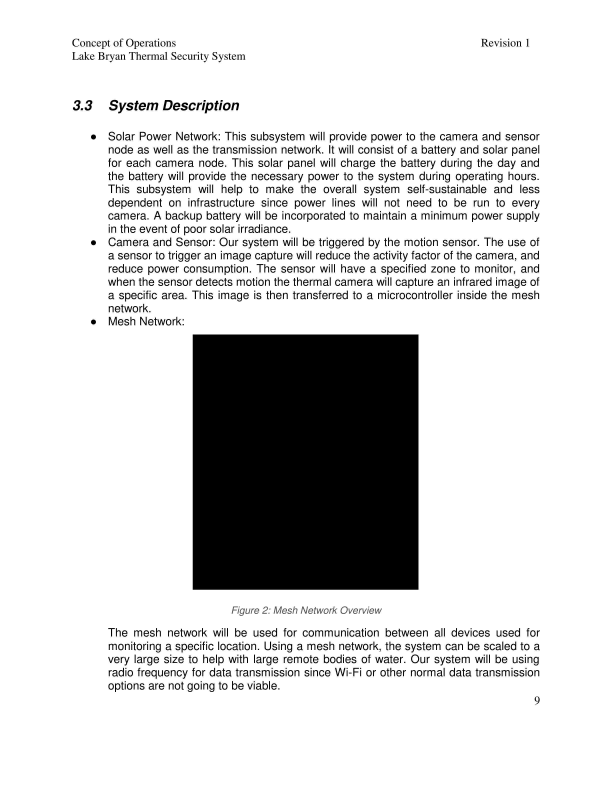 Concept of Operations Revision 1
Lake Bryan Thermal Security System
3.3 System Description
● Solar Power Network: This subsystem will provide power to the camera and sensor
node as well as the transmission network. It will consist of a battery and solar panel
for each camera node. This solar panel will charge the battery during the day and
the battery will provide the necessary power to the system during operating hours.
This subsystem will help to make the overall system self-sustainable and less
dependent on infrastructure since power lines will not need to be run to every
camera. A backup battery will be incorporated to maintain a minimum power supply
in the event of poor solar irradiance.
● Camera and Sensor: Our system will be triggered by the motion sensor. The use of
a sensor to trigger an image capture will reduce the activity factor of the camera, and
reduce power consumption. The sensor will have a specified zone to monitor, and
when the sensor detects motion the thermal camera will capture an infrared image of
a specific area. This image is then transferred to a microcontroller inside the mesh
network.
● Mesh Network:
Figure 2: Mesh Network Overview
The mesh network will be used for communication between all devices used for
monitoring a specific location. Using a mesh network, the system can be scaled to a
very large size to help with large remote bodies of water. Our system will be using
radio frequency for data transmission since Wi-Fi or other normal data transmission
options are not going to be viable.
9